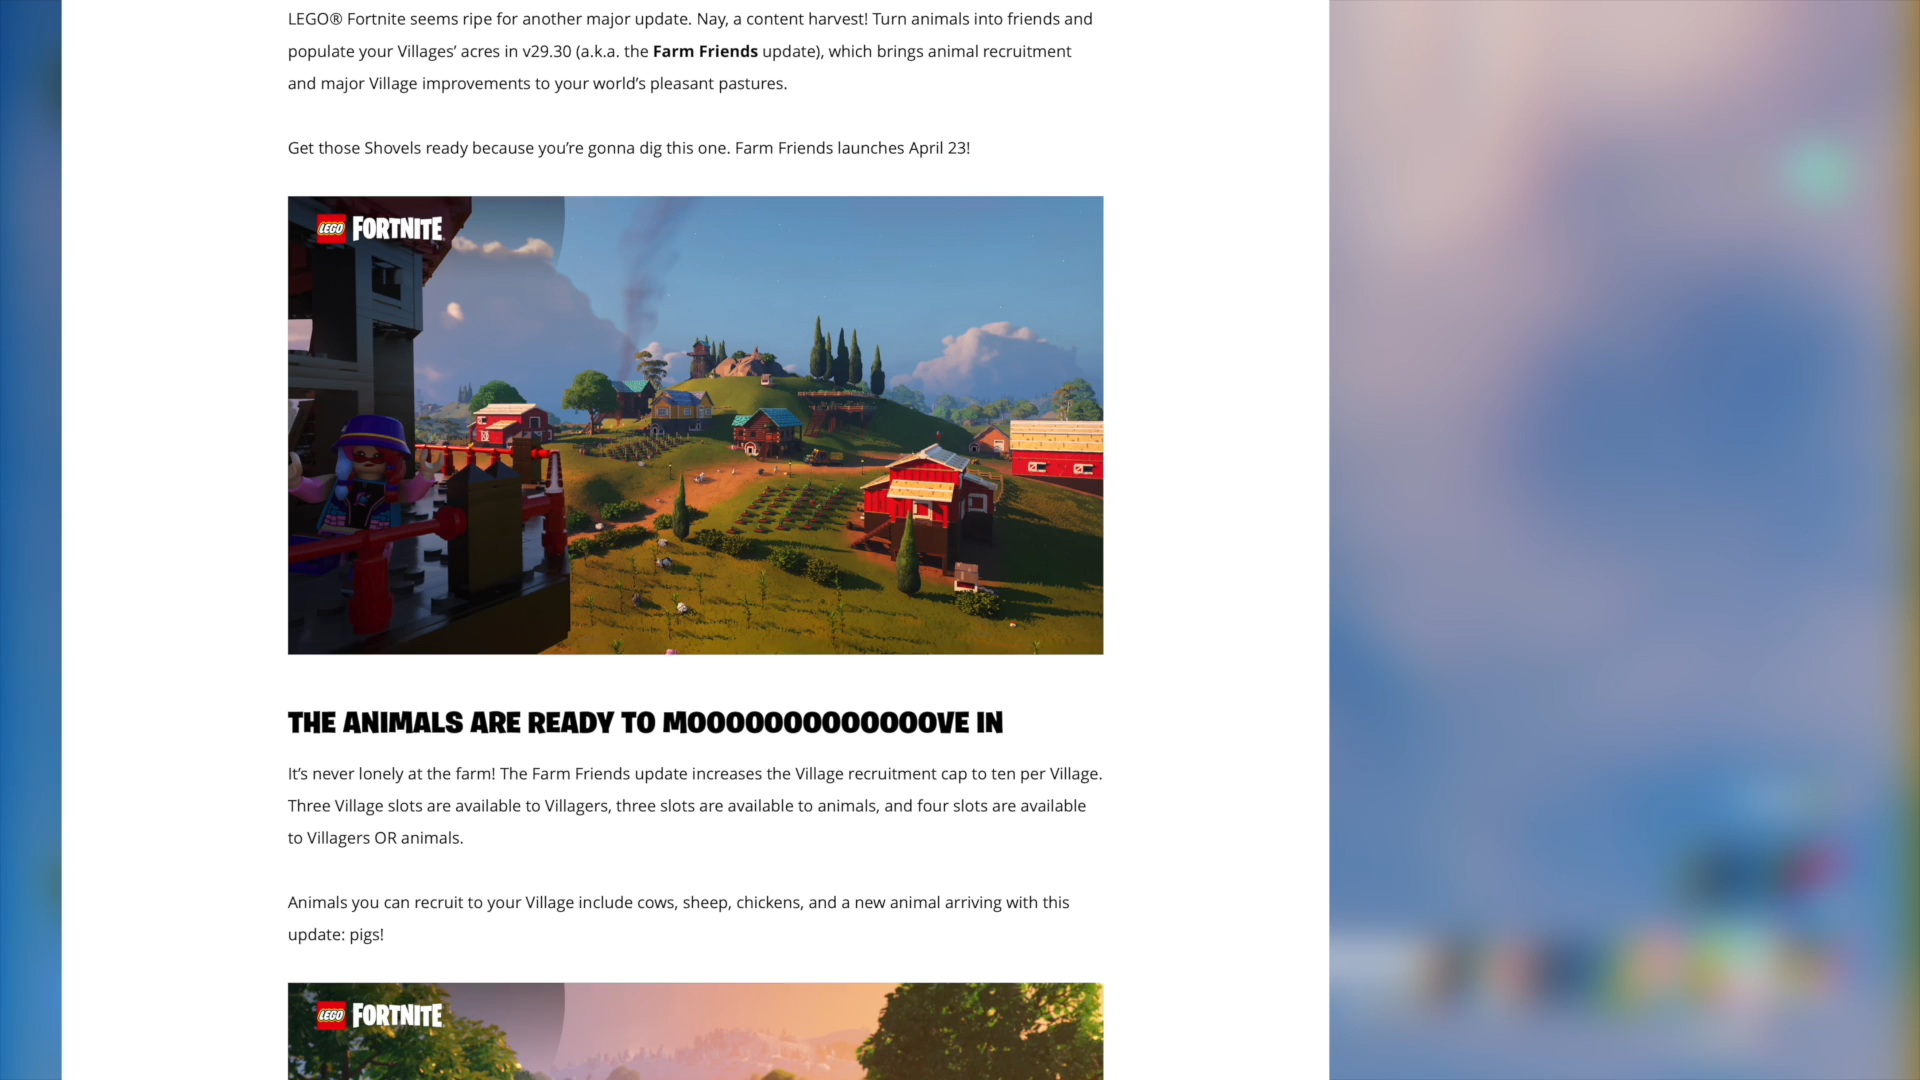 LEGO® Fortnite seems ripe for another major update. Nay, a content harvest! Turn animals into friends and
populate your Villages’ acres in v29.30 (a.k.a. the Farm Friends update), which brings animal recruitment
and major Village improvements to your world’s pleasant pastures.
Get those Shovels ready because you’re gonna dig this one. Farm Friends launches April 23!
LEGO FORTNITE
THE ANIMALS ARE READY TO MOOOOOOOOOOOOOOVE IN
It’s never lonely at the farm! The Farm Friends update increases the Village recruitment cap to ten per Village.
Three Village slots are available to Villagers, three slots are available to animals, and four slots are available
to Villagers OR animals.
Animals you can recruit to your Village include cows, sheep, chickens, and a new animal arriving with this
update: pigs!
LEGO FORTNITE